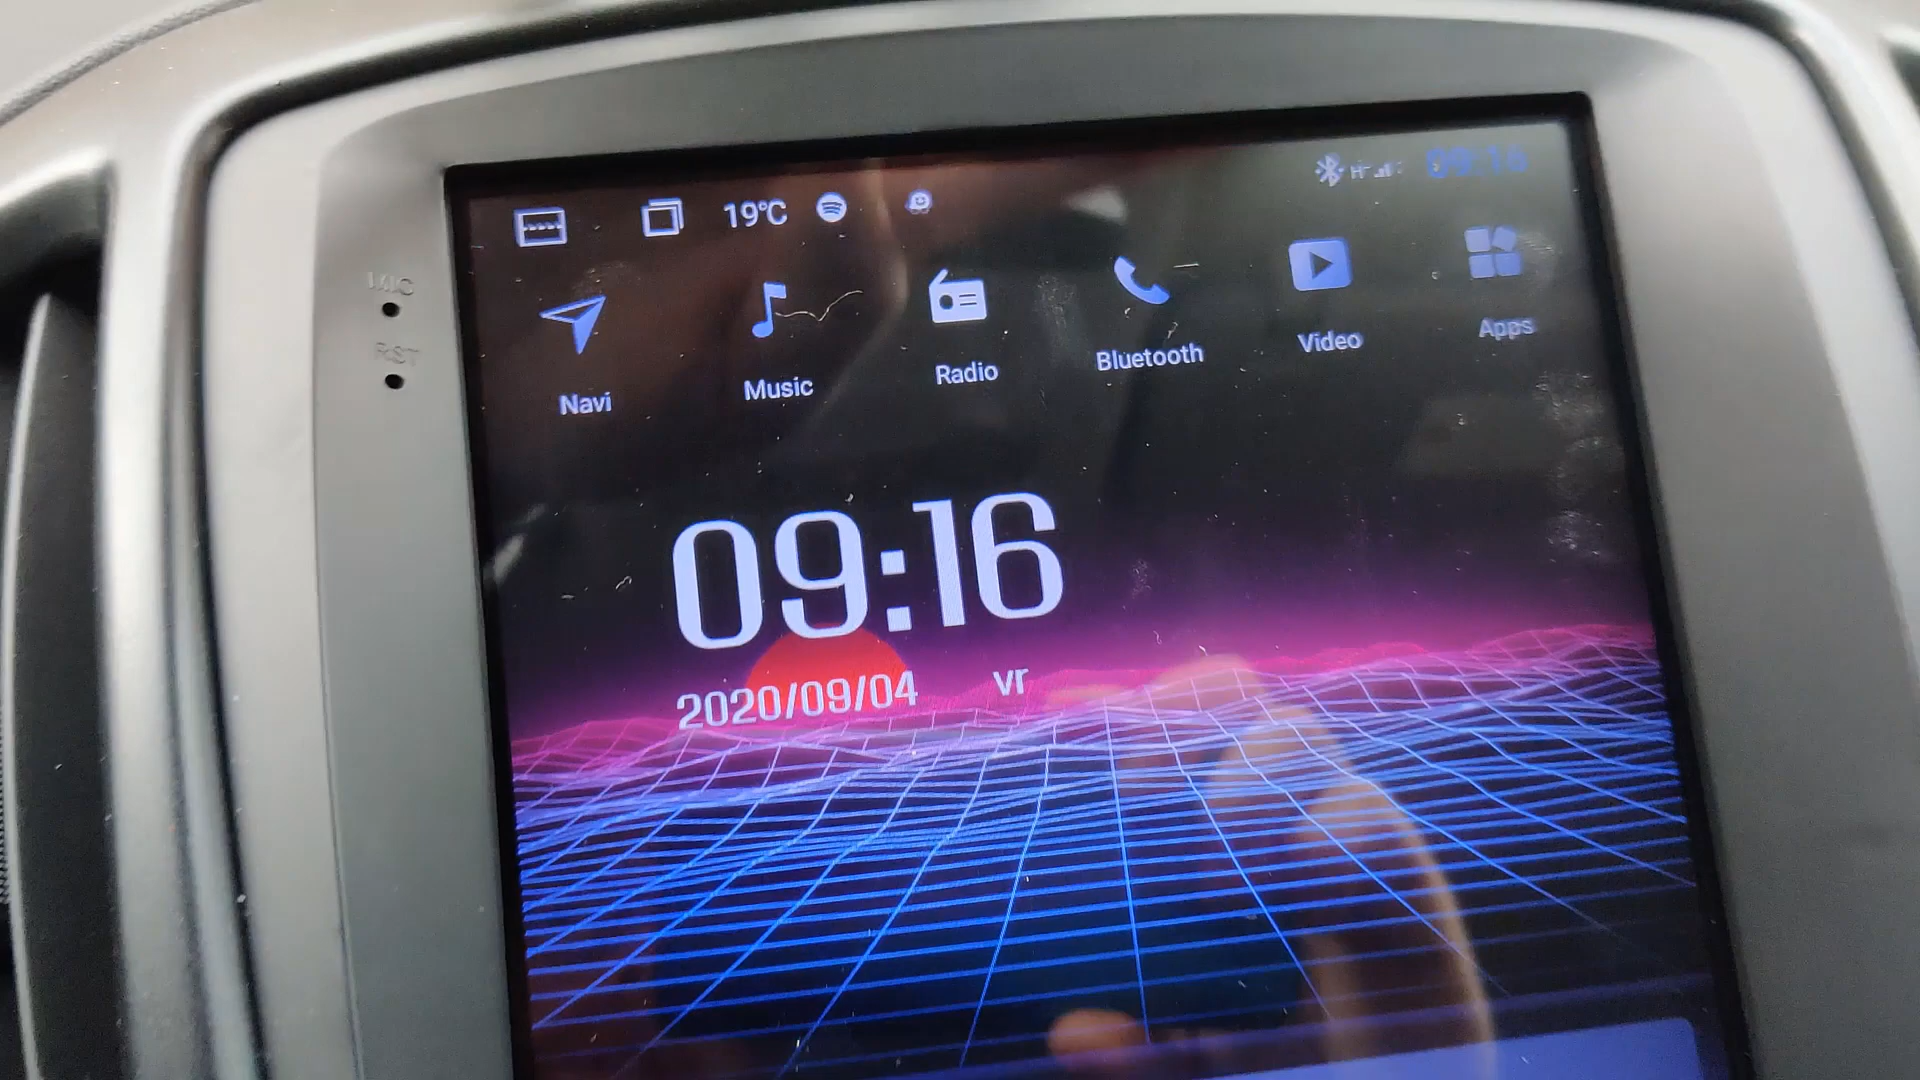 MIC
RST
19°C
H+
09:16
Navi
Music
Radio
Bluetooth
Video
Apps
09:16
2020/09/04 vr